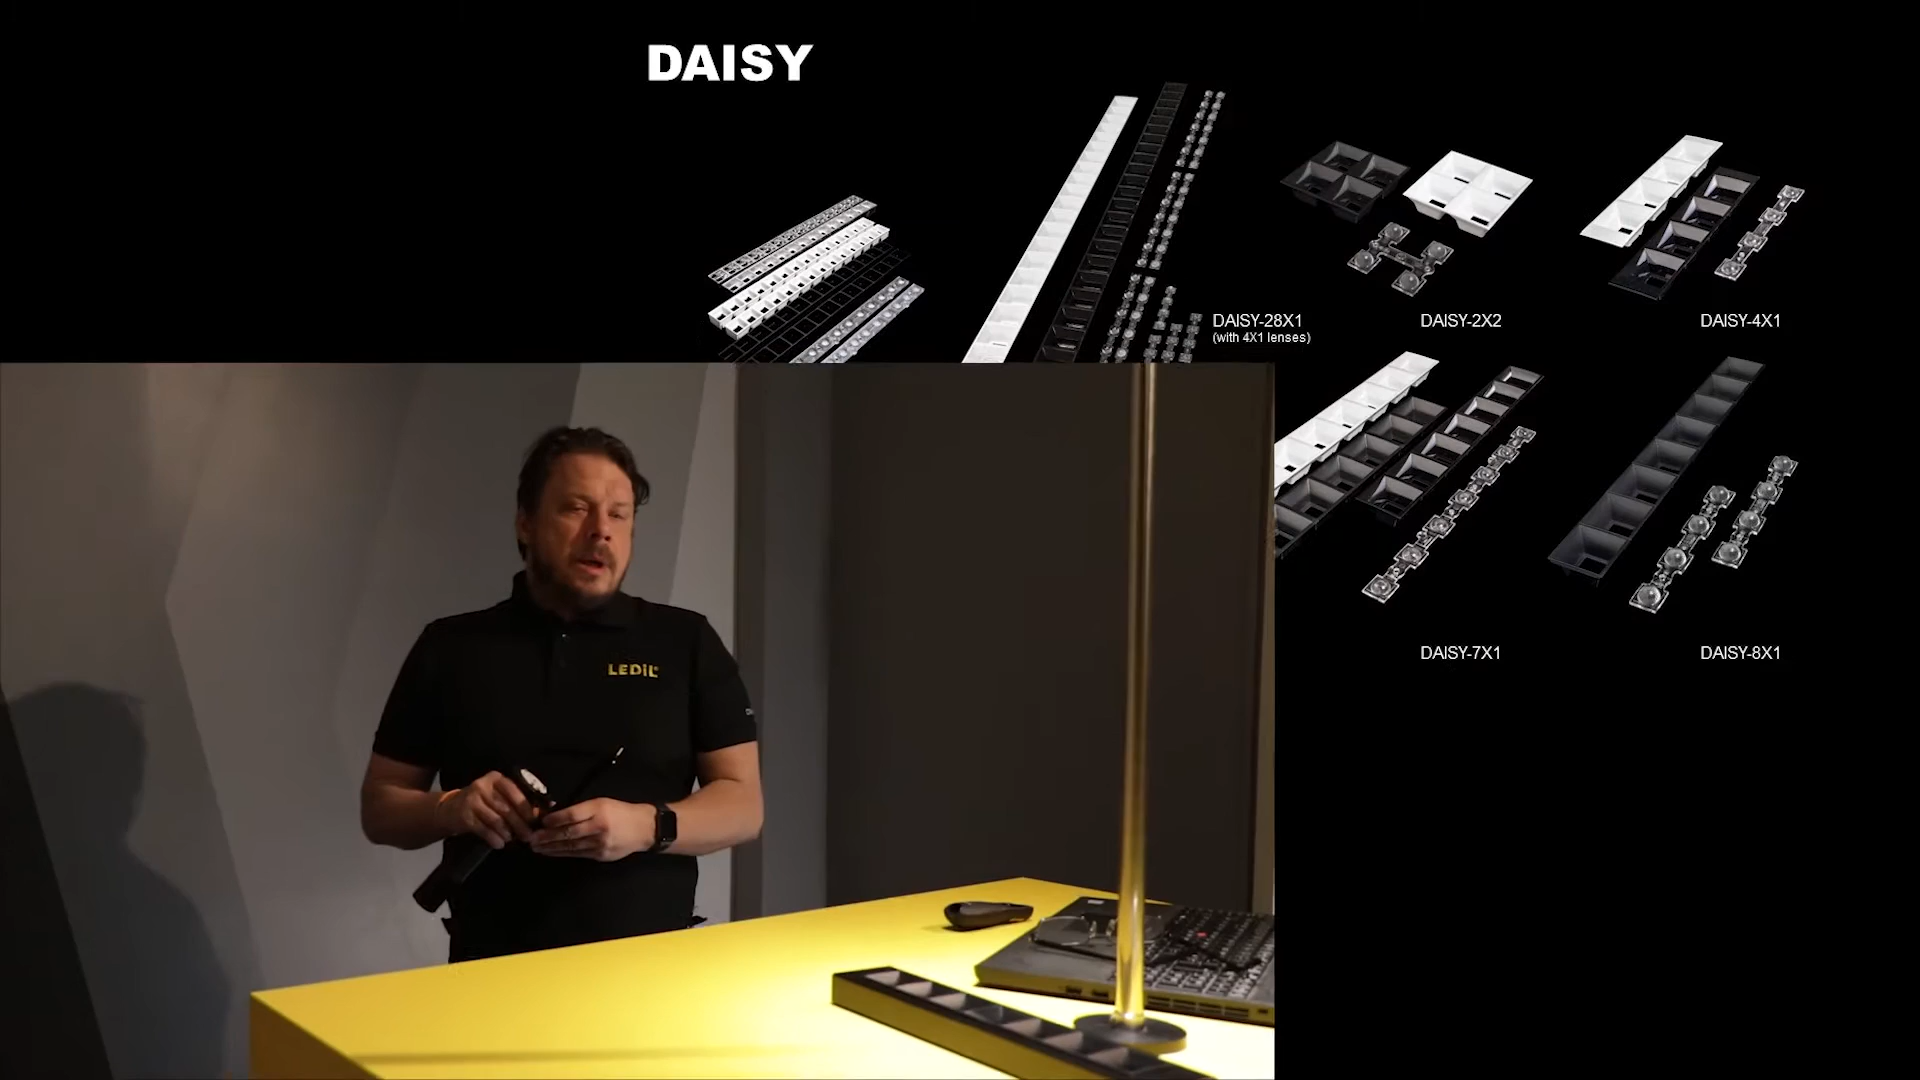 DAISY
DAISY-28X1
(with 4X1 lenses)
DAISY-2X2
DAISY-4X1
DAISY-7X1
DAISY-8X1
LEDiL®